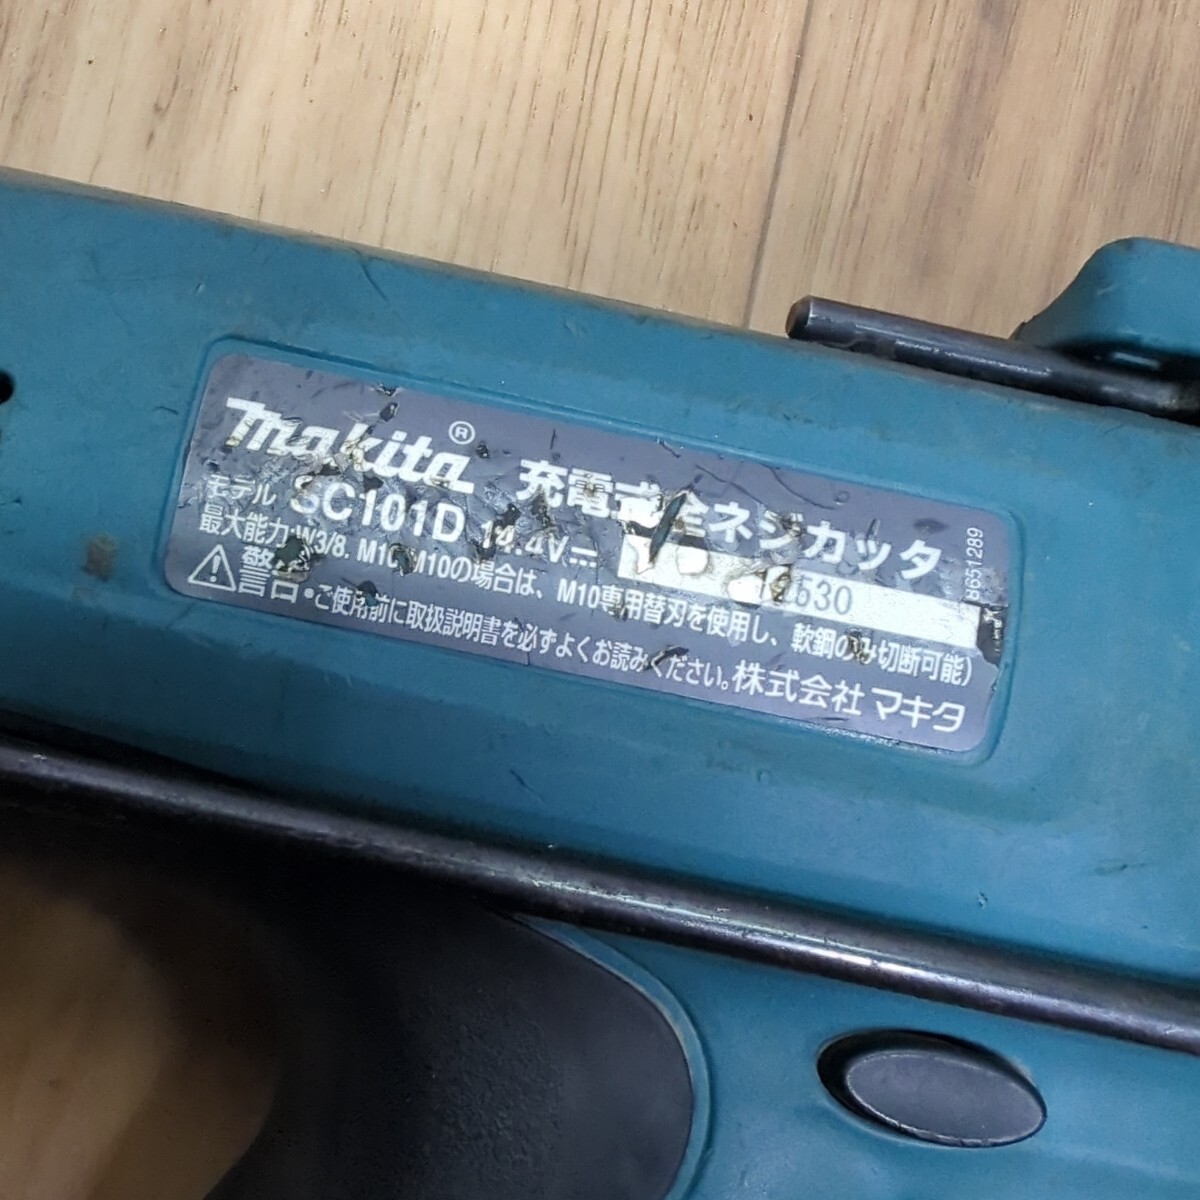 makita® 充電式全ネジカッタ
モデル SC101D 14.4V
530
最大能力:W3/8. M10(M10の場合は、M10専用替刃を使用し、軟鋼のみ切断可能)
警告・ご使用前に取扱説明書を必ずよくお読みください。株式会社マキタ
8651289